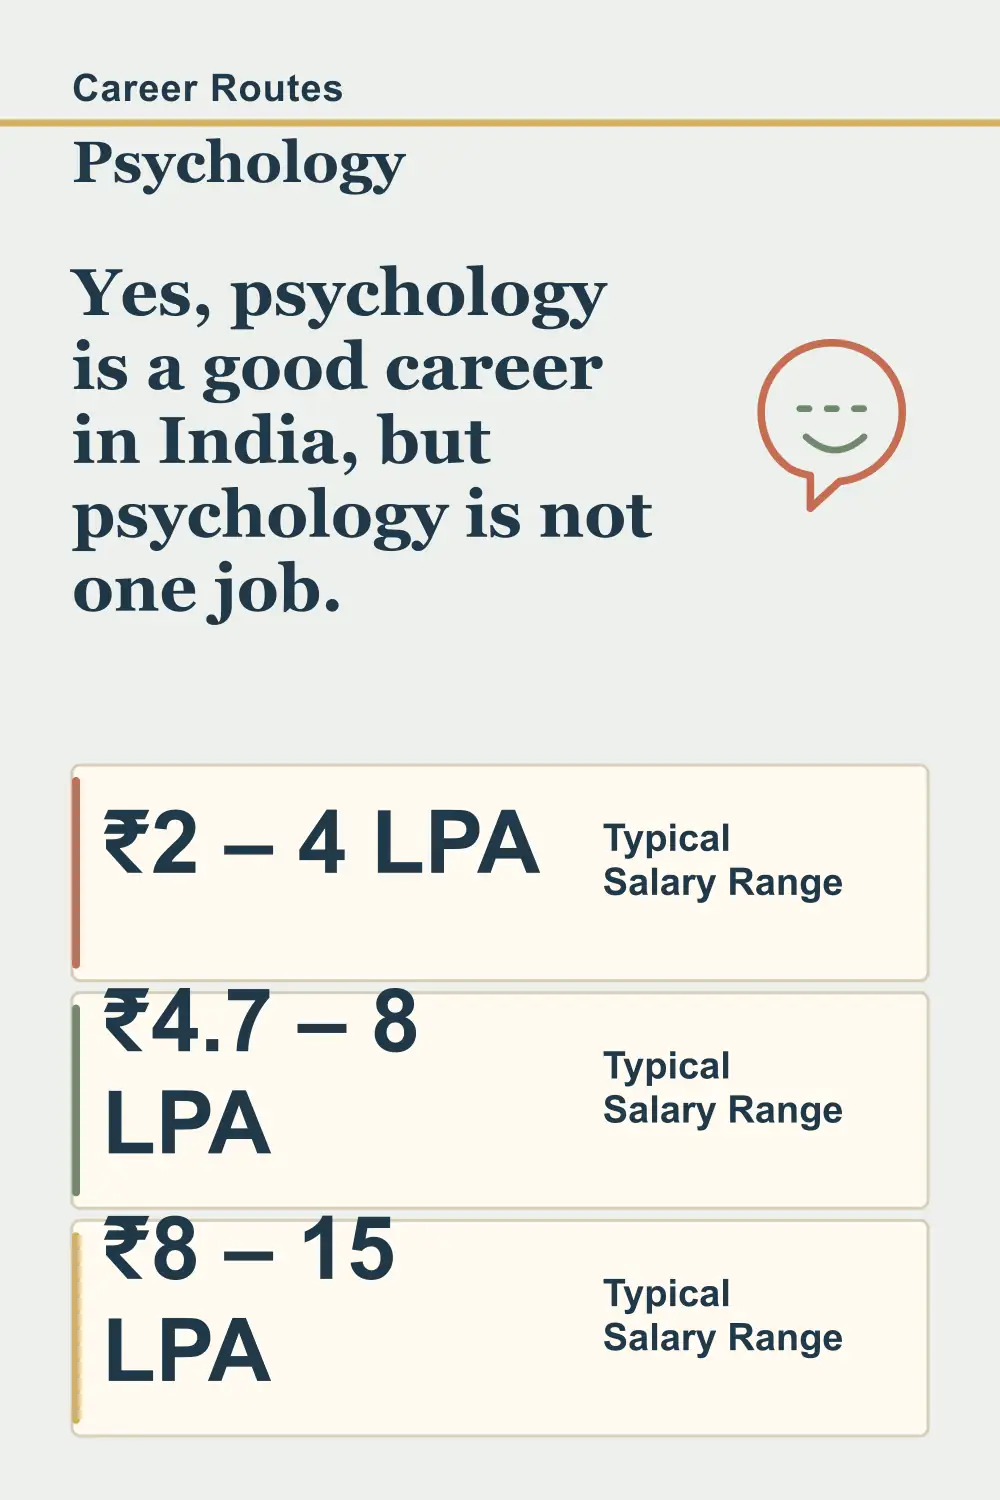 Career Routes
Psychology
Yes, psychology
is a good career
in India, but
psychology is not
one job.
₹2 – 4 LPA
Typical
Salary Range
₹4.7 – 8
LPA
Typical
Salary Range
₹8 – 15
LPA
Typical
Salary Range